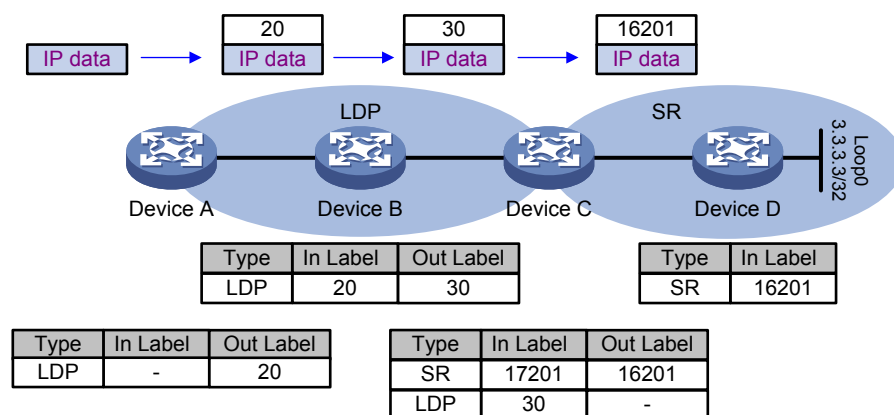 20 30 16201
IP data IP data IP data IP data
LDP SR
Loop0
3.3.3.3/32
Device A Device B Device C Device D
Type In Label Out Label
LDP 20 30
Type In Label
SR 16201
Type In Label Out Label
LDP - 20
Type In Label Out Label
SR 17201 16201
LDP 30 -